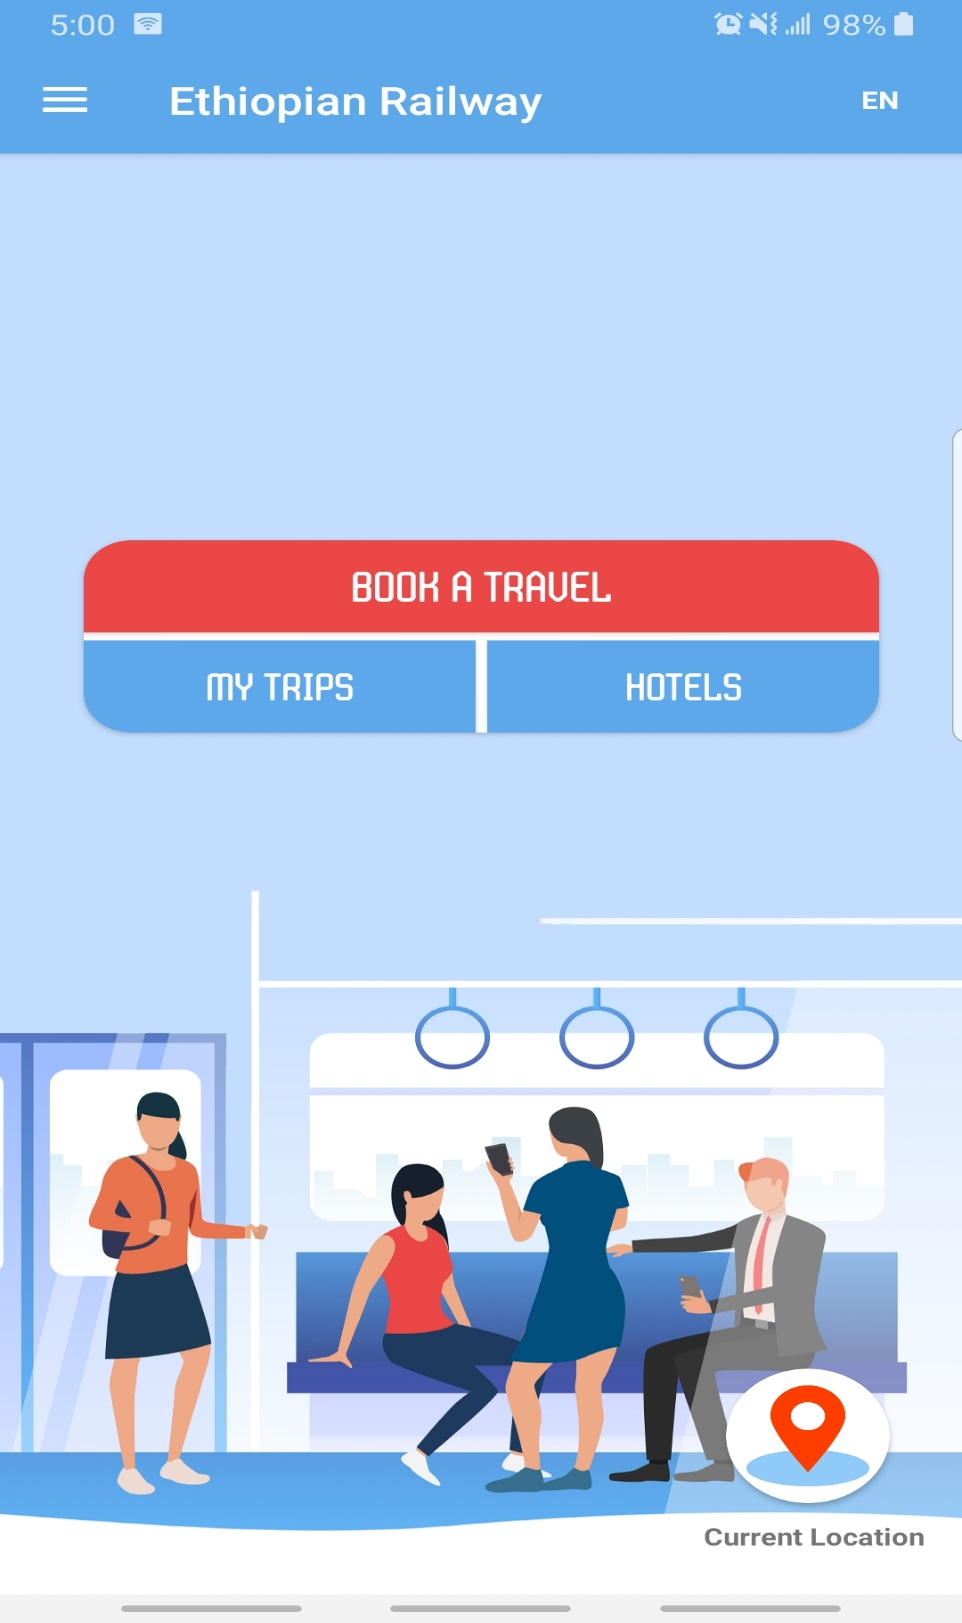 5:00 98%
Ethiopian Railway EN
BOOK A TRAVEL
MY TRIPS HOTELS
Current Location